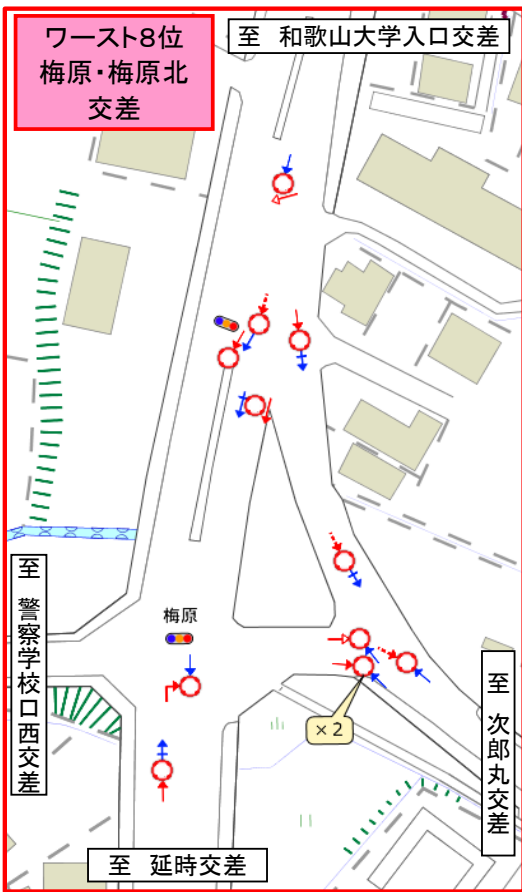 ワースト8位
梅原・梅原北
交差
至 和歌山大学入口交差
梅原
至 警察学校口西交差
×2
至 次郎丸交差
至 延時交差